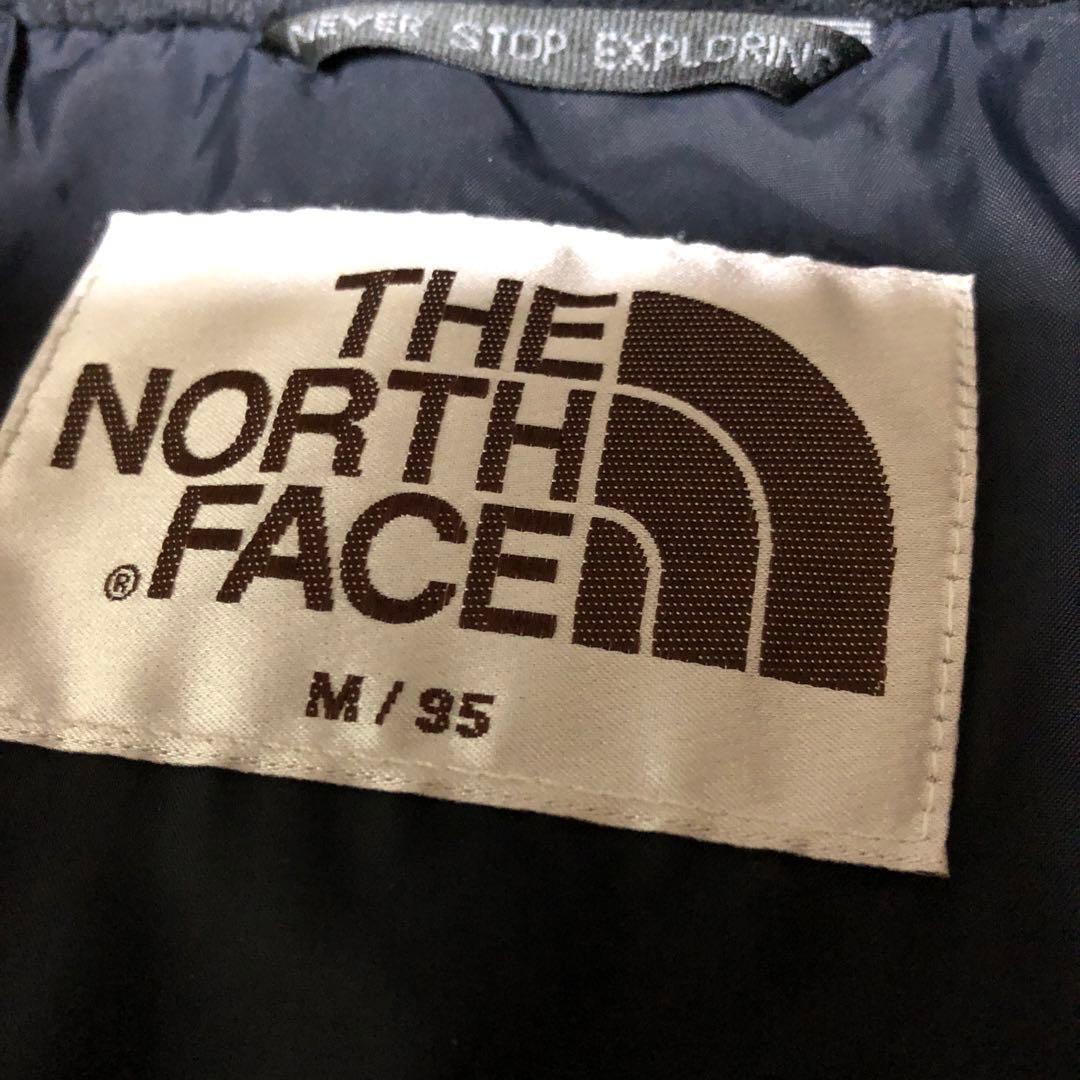 NEVER STOP EXPLORING
THE
NORTH
FACE
®
M / 95